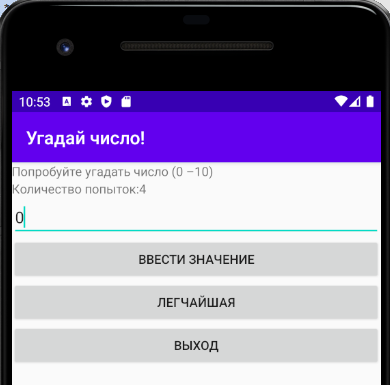 10:53
Угадай число!
Попробуйте угадать число (0 –10)
Количество попыток:4
0
ВВЕСТИ ЗНАЧЕНИЕ
ЛЕГЧАЙШАЯ
ВЫХОД